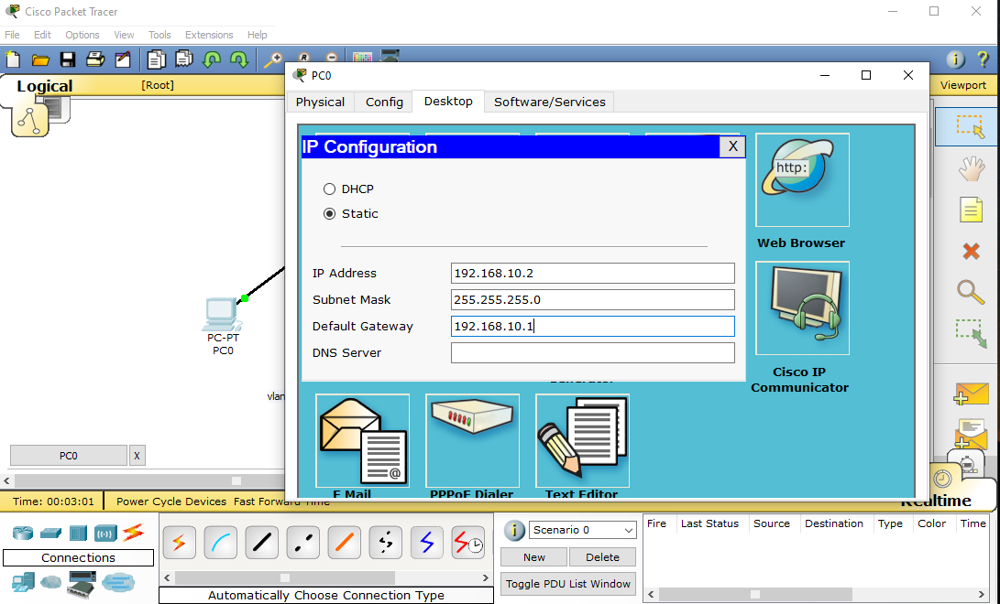 Cisco Packet Tracer
File Edit Options View Tools Extensions Help
Logical
[Root]
Viewport
PC0
Physical Config Desktop Software/Services
IP Configuration X
DHCP
Static
IP Address 192.168.10.2
Subnet Mask 255.255.255.0
Default Gateway 192.168.10.1
DNS Server
http:
Web Browser
Cisco IP
Communicator
E Mail
PPPoE Dialer
Text Editor
PC-PT
PC0
vlan
PC0 X
Time: 00:03:01 Power Cycle Devices Fast Forward Time
Realtime
Connections
Automatically Choose Connection Type
Scenario 0
New Delete
Toggle PDU List Window
Fire Last Status Source Destination Type Color Time